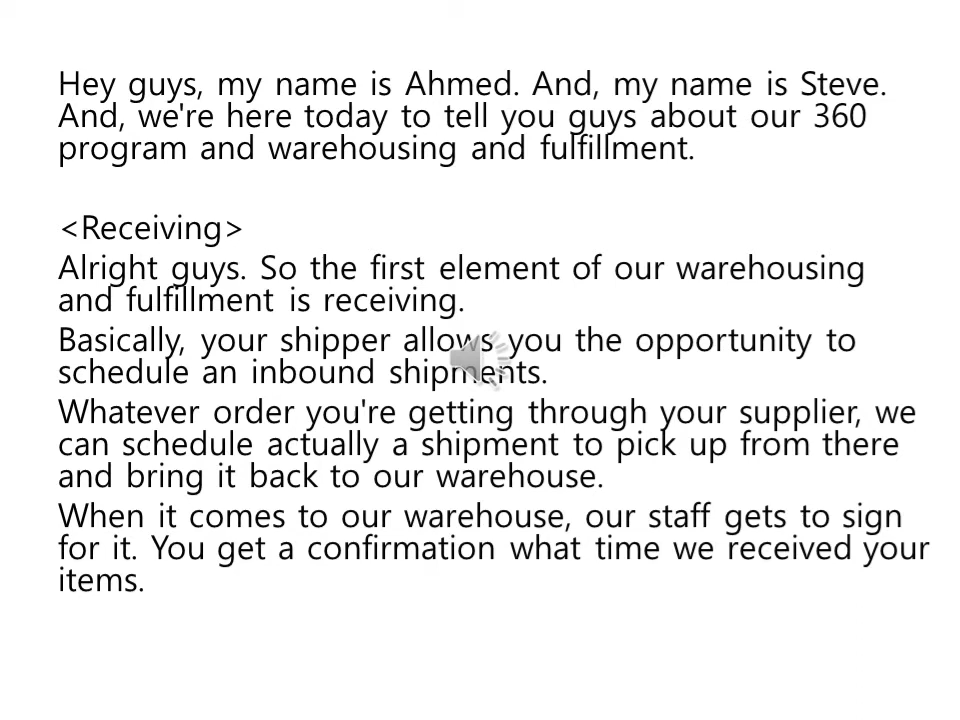 Hey guys, my name is Ahmed. And, my name is Steve.
And, we're here today to tell you guys about our 360
program and warehousing and fulfillment.
<Receiving>
Alright guys. So the first element of our warehousing
and fulfillment is receiving.
Basically, your shipper allows you the opportunity to
schedule an inbound shipments.
Whatever order you're getting through your supplier, we
can schedule actually a shipment to pick up from there
and bring it back to our warehouse.
When it comes to our warehouse, our staff gets to sign
for it. You get a confirmation what time we received your
items.